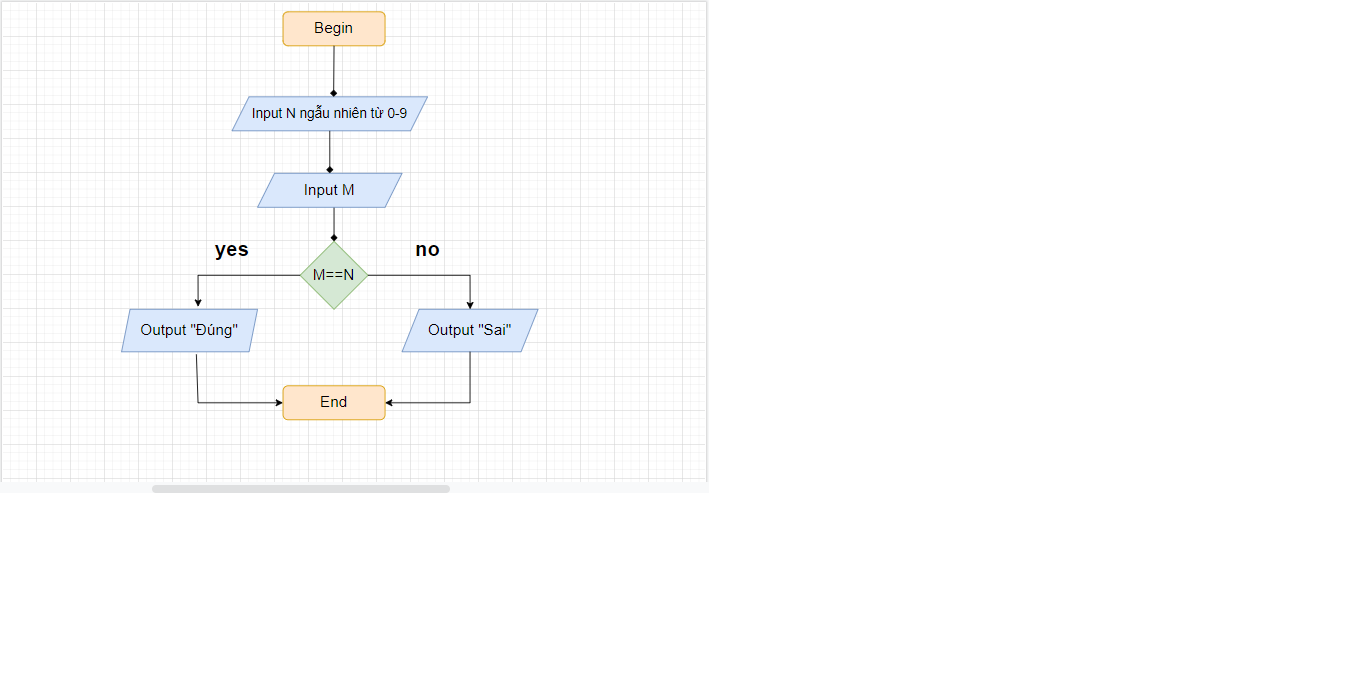 Begin
Input N ngẫu nhiên từ 0-9
Input M
yes
no
M==N
Output "Đúng"
Output "Sai"
End